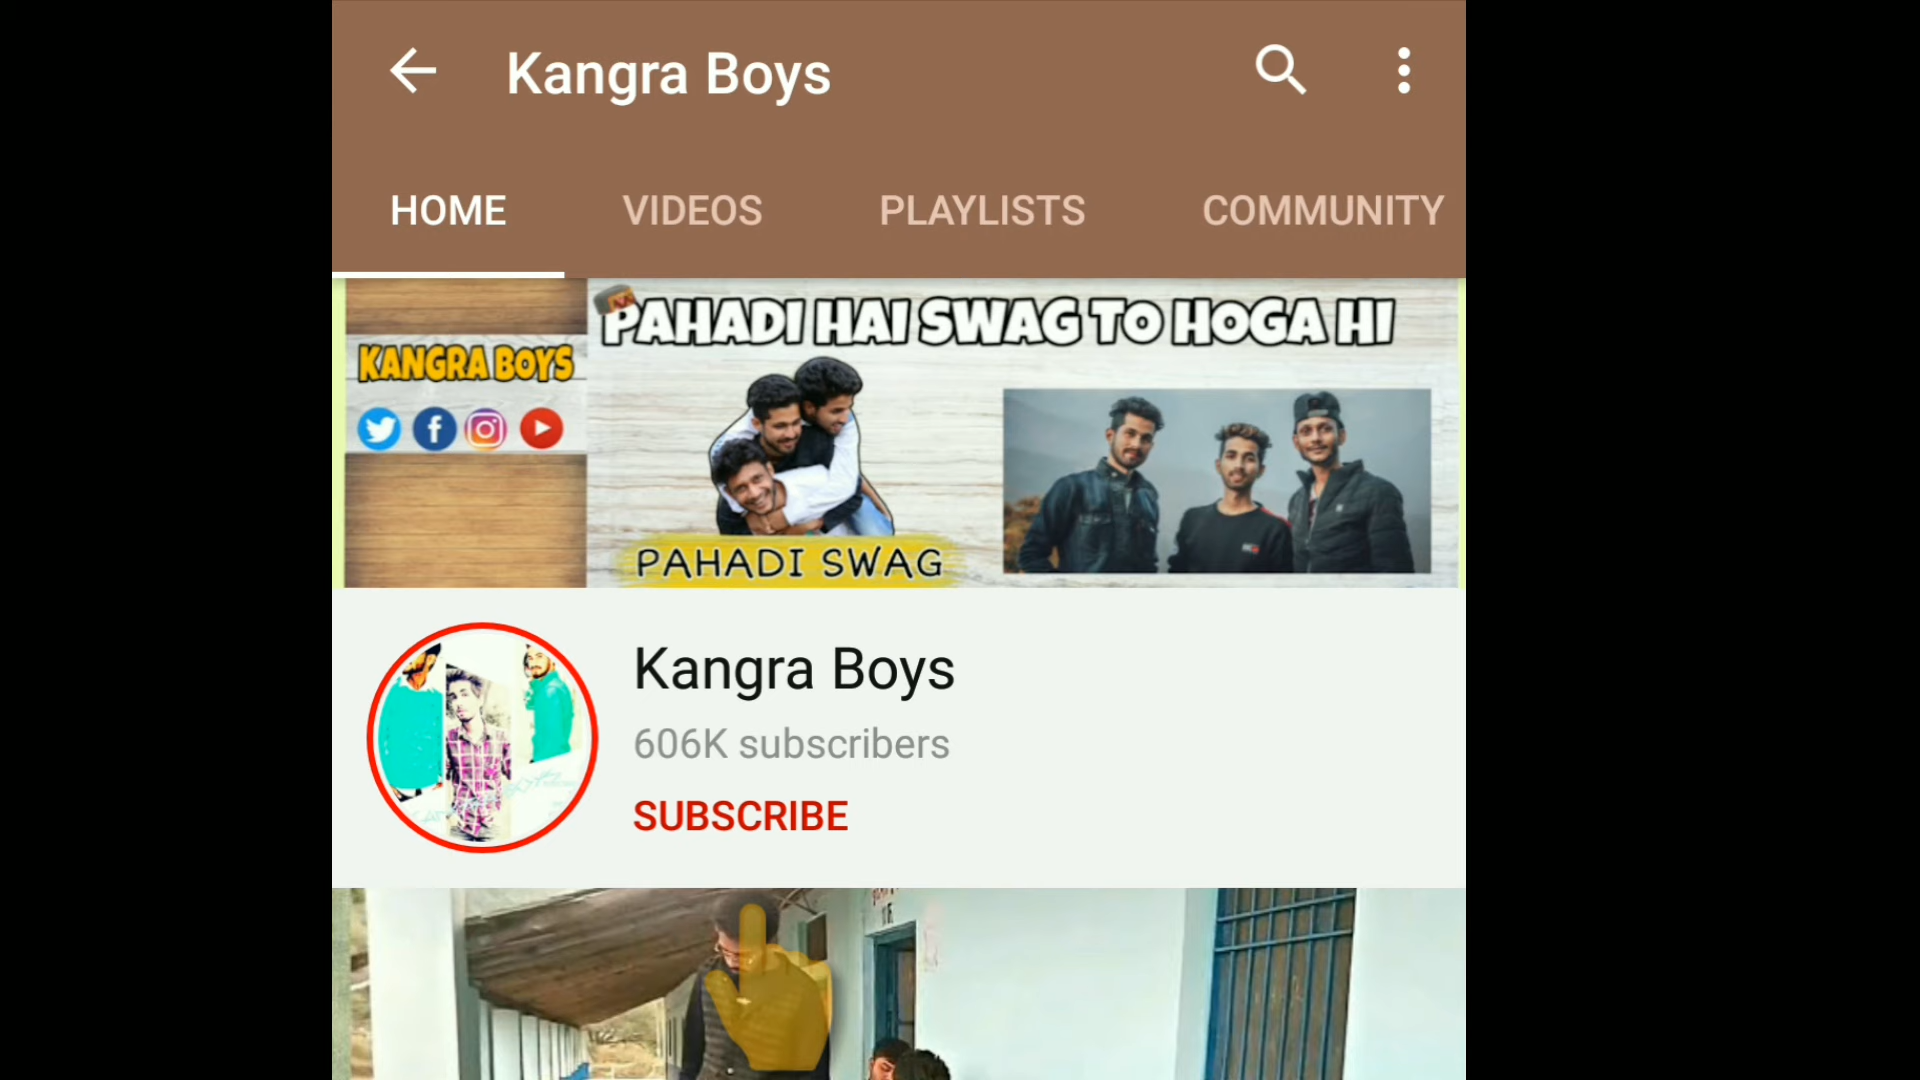 Kangra Boys
HOME VIDEOS PLAYLISTS COMMUNITY
PAHADI HAI SWAG TO HOGA HI
KANGRA BOYS
PAHADI SWAG
Kangra Boys
606K subscribers
SUBSCRIBE